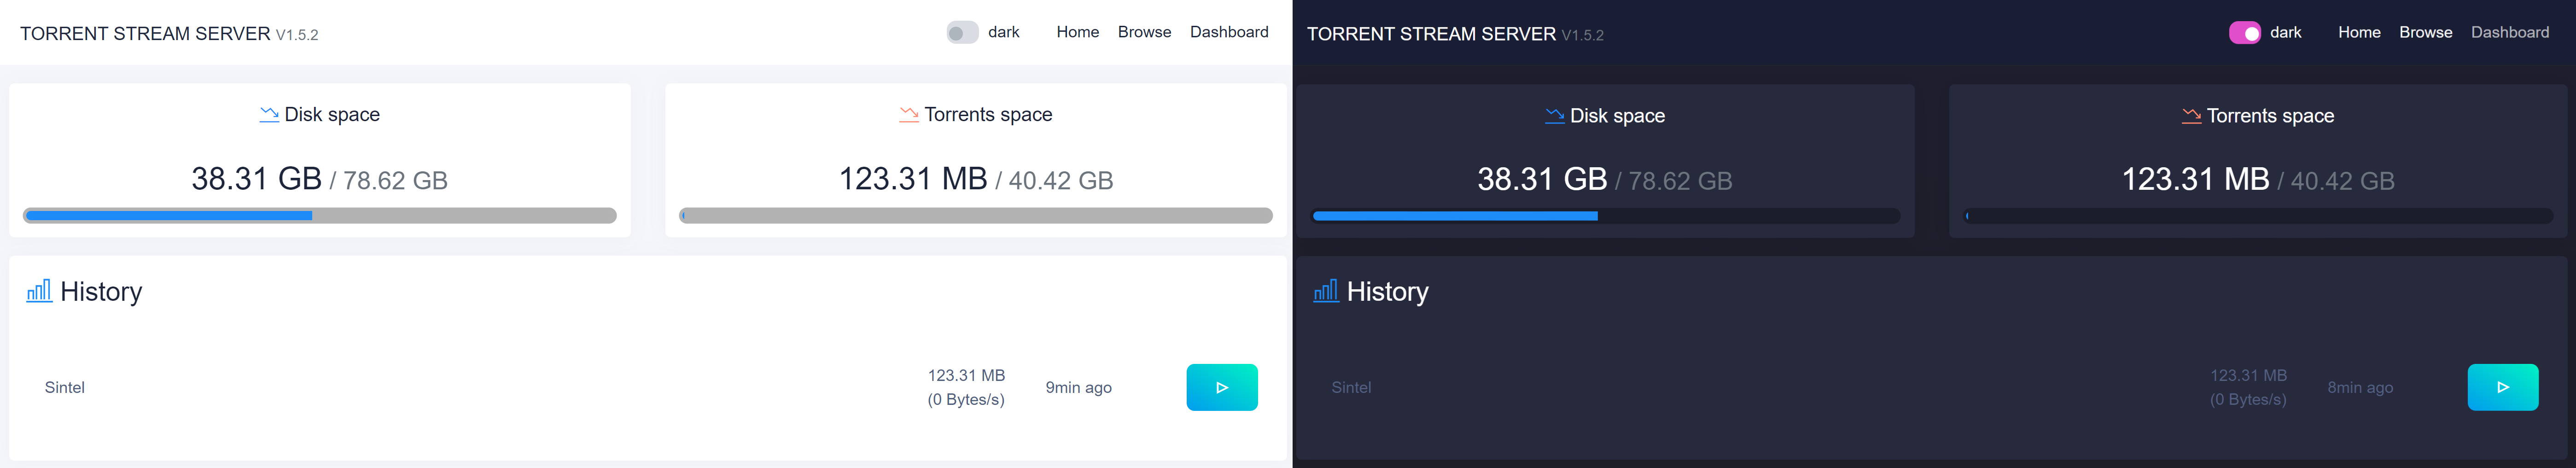 TORRENT STREAM SERVER V1.5.2
dark Home Browse Dashboard
Disk space
38.31 GB / 78.62 GB
Torrents space
123.31 MB / 40.42 GB
History
Sintel
123.31 MB
(0 Bytes/s)
9min ago
TORRENT STREAM SERVER V1.5.2
dark Home Browse Dashboard
Disk space
38.31 GB / 78.62 GB
Torrents space
123.31 MB / 40.42 GB
History
Sintel
123.31 MB
(0 Bytes/s)
8min ago